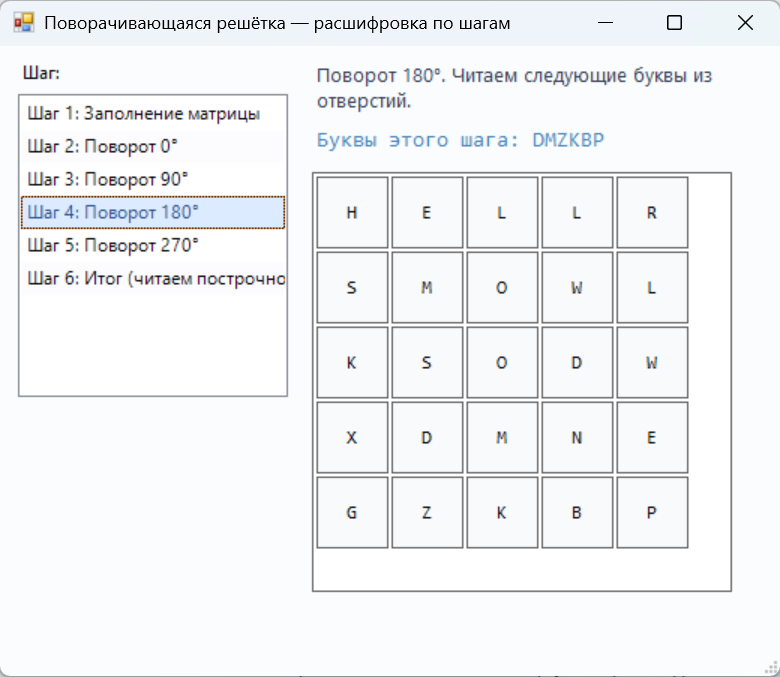 Поворачивающаяся решётка — расшифровка по шагам
Шаг:
Шаг 1: Заполнение матрицы
Шаг 2: Поворот 0°
Шаг 3: Поворот 90°
Шаг 4: Поворот 180°
Шаг 5: Поворот 270°
Шаг 6: Итог (читаем построчно
Поворот 180°. Читаем следующие буквы из
отверстий.
Буквы этого шага: DMZKBP
H E L L R
S M O W L
K S O D W
X D M N E
G Z K B P